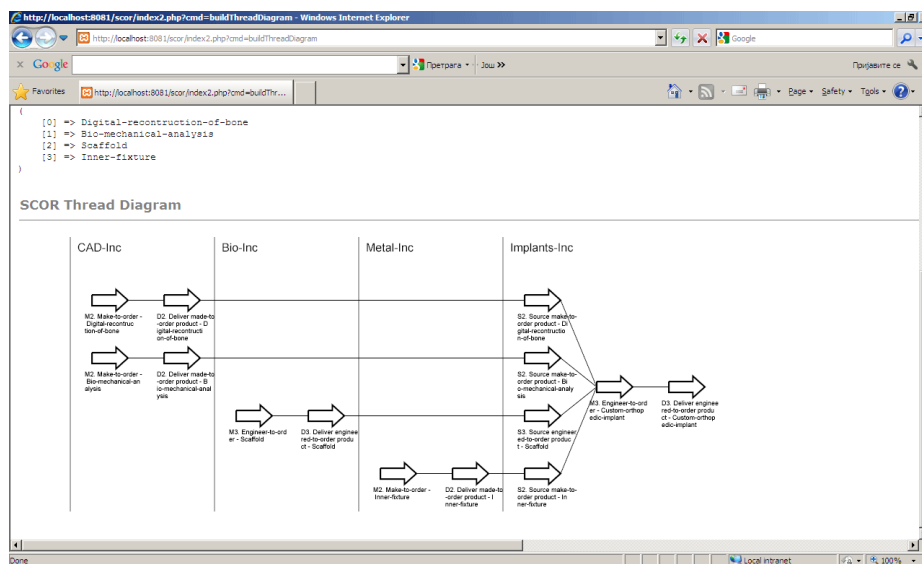 http://localhost:8081/scor/index2.php?cmd=buildThreadDiagram - Windows Internet Explorer
http://localhost:8081/scor/index2.php?cmd=buildThreadDiagram
Google
Google
Претрага
Још
Пријавите се
Favorites
http://localhost:8081/scor/index2.php?cmd=buildThr...
Page
Safety
Tools
(
[0] => Digital-recontruction-of-bone
[1] => Bio-mechanical-analysis
[2] => Scaffold
[3] => Inner-fixture
)
SCOR Thread Diagram
CAD-Inc
Bio-Inc
Metal-Inc
Implants-Inc
M2. Make-to-order -
Digital-recontruc
tion-of-bone
D2. Deliver made-to
-order product - D
igital-recontructi
on-of-bone
S2. Source make-to-
order product - Di
gital-recontructio
n-of-bone
M2. Make-to-order -
Bio-mechanical-an
alysis
D2. Deliver made-to
-order product - B
io-mechanical-anal
ysis
S2. Source make-to-
order product - Bi
o-mechanical-analy
sis
M3. Engineer-to-ord
er - Custom-orthop
edic-implant
D3. Deliver enginee
red-to-order produ
ct - Custom-orthop
edic-implant
M3. Engineer-to-ord
er - Scaffold
D3. Deliver enginee
red-to-order produ
ct - Scaffold
S3. Source engineer
ed-to-order produc
t - Scaffold
M2. Make-to-order -
Inner-fixture
D2. Deliver made-to
-order product - I
nner-fixture
S2. Source make-to-
order product - In
ner-fixture
Done
Local intranet
100%